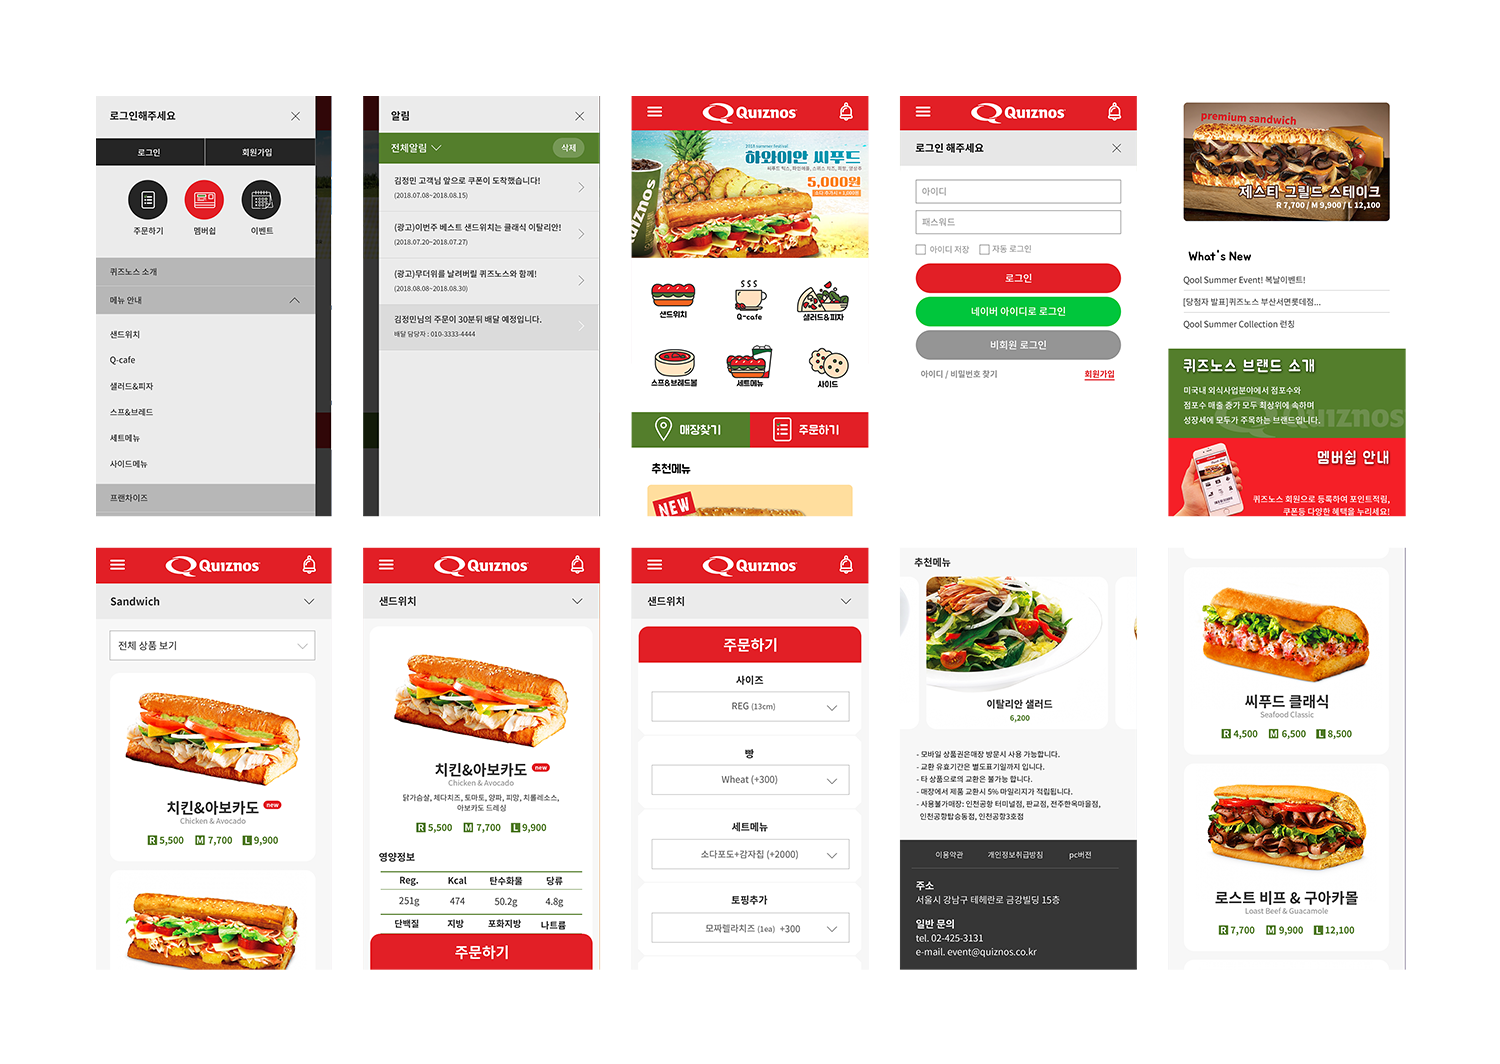 로그인해주세요
로그인
회원가입
주문하기
멤버쉽
이벤트
퀴즈노스 소개
메뉴 안내
샌드위치
Q-cafe
샐러드&피자
스프&브레드
세트메뉴
사이드메뉴
프랜차이즈
알림
전체알림
삭제
김정민 고객님 앞으로 쿠폰이 도착했습니다!
(2018.07.08~2018.08.15)
(광고)이번주 베스트 샌드위치는 클래식 이탈리안!
(2018.07.20~2018.07.27)
(광고)무더위를 날려버릴 퀴즈노스와 함께!
(2018.08.08~2018.08.30)
김정민님의 주문이 30분뒤 배달 예정입니다.
배달 담당자 : 010-3333-4444
Quiznos
2018 summer festival
하와이안 씨푸드
5,000원
Quiznos
샌드위치
Q-cafe
샐러드&피자
스프&브레드볼
세트메뉴
사이드
매장찾기
주문하기
추천메뉴
NEW
Quiznos
로그인 해주세요
아이디
패스워드
아이디 저장
자동 로그인
로그인
네이버 아이디로 로그인
비회원 로그인
아이디 / 비밀번호 찾기
회원가입
premium sandwich
제스티 그릴드 스테이크
R 7,700 / M 9,900 / L 12,100
What's New
Qool Summer Event! 복날이벤트!
[당첨자 발표]퀴즈노스 부산서면롯데점...
Qool Summer Collection 런칭
퀴즈노스 브랜드 소개
미국내 외식사업분야에서 점포수와
점포수 매출 증가 모두 최상위에 속하며
성장세에 모두가 주목하는 브랜드입니다.
Quiznos
멤버쉽 안내
퀴즈노스 회원으로 등록하여 포인트적림,
쿠폰등 다양한 혜택을 누리세요!
Quiznos
Sandwich
전체 상품 보기
치킨&아보카도 new
Chicken & Avocado
R 5,500 M 7,700 L 9,900
Quiznos
샌드위치
치킨&아보카도 new
Chicken & Avocado
닭가슴살, 체다치즈, 토마토, 양파, 피망, 치폴레소스,
아보카도 드레싱
R 5,500 M 7,700 L 9,900
영양정보
Reg. Kcal 탄수화물 당류
251g 474 50.2g 4.8g
단백질 지방 포화지방 나트륨
주문하기
Quiznos
샌드위치
주문하기
사이즈
REG (13cm)
빵
Wheat (+300)
세트메뉴
소다포도+감자칩 (+2000)
토핑추가
모짜렐라치즈 (1ea) +300
추천메뉴
이탈리안 샐러드
6,200
- 모바일 상품권은매장 방문시 사용 가능합니다.
- 교환 유효기간은 별도표기일까지 입니다.
- 타 상품으로의 교환은 불가능 합니다.
- 매장에서 제품 교환시 5% 마일리지가 적립됩니다.
- 사용불가매장: 인천공항 터미널점, 판교점, 전주한옥마을점,
인천공항탑승동점, 인천공항3호점
이용약관 개인정보취급방침 pc버전
주소
서울시 강남구 테헤란로 금강빌딩 15층
일반 문의
tel. 02-425-3131
e-mail. event@quiznos.co.kr
씨푸드 클래식
Seafood Classic
R 4,500 M 6,500 L 8,500
로스트 비프 & 구아카몰
Loast Beef & Guacamole
R 7,700 M 9,900 L 12,100